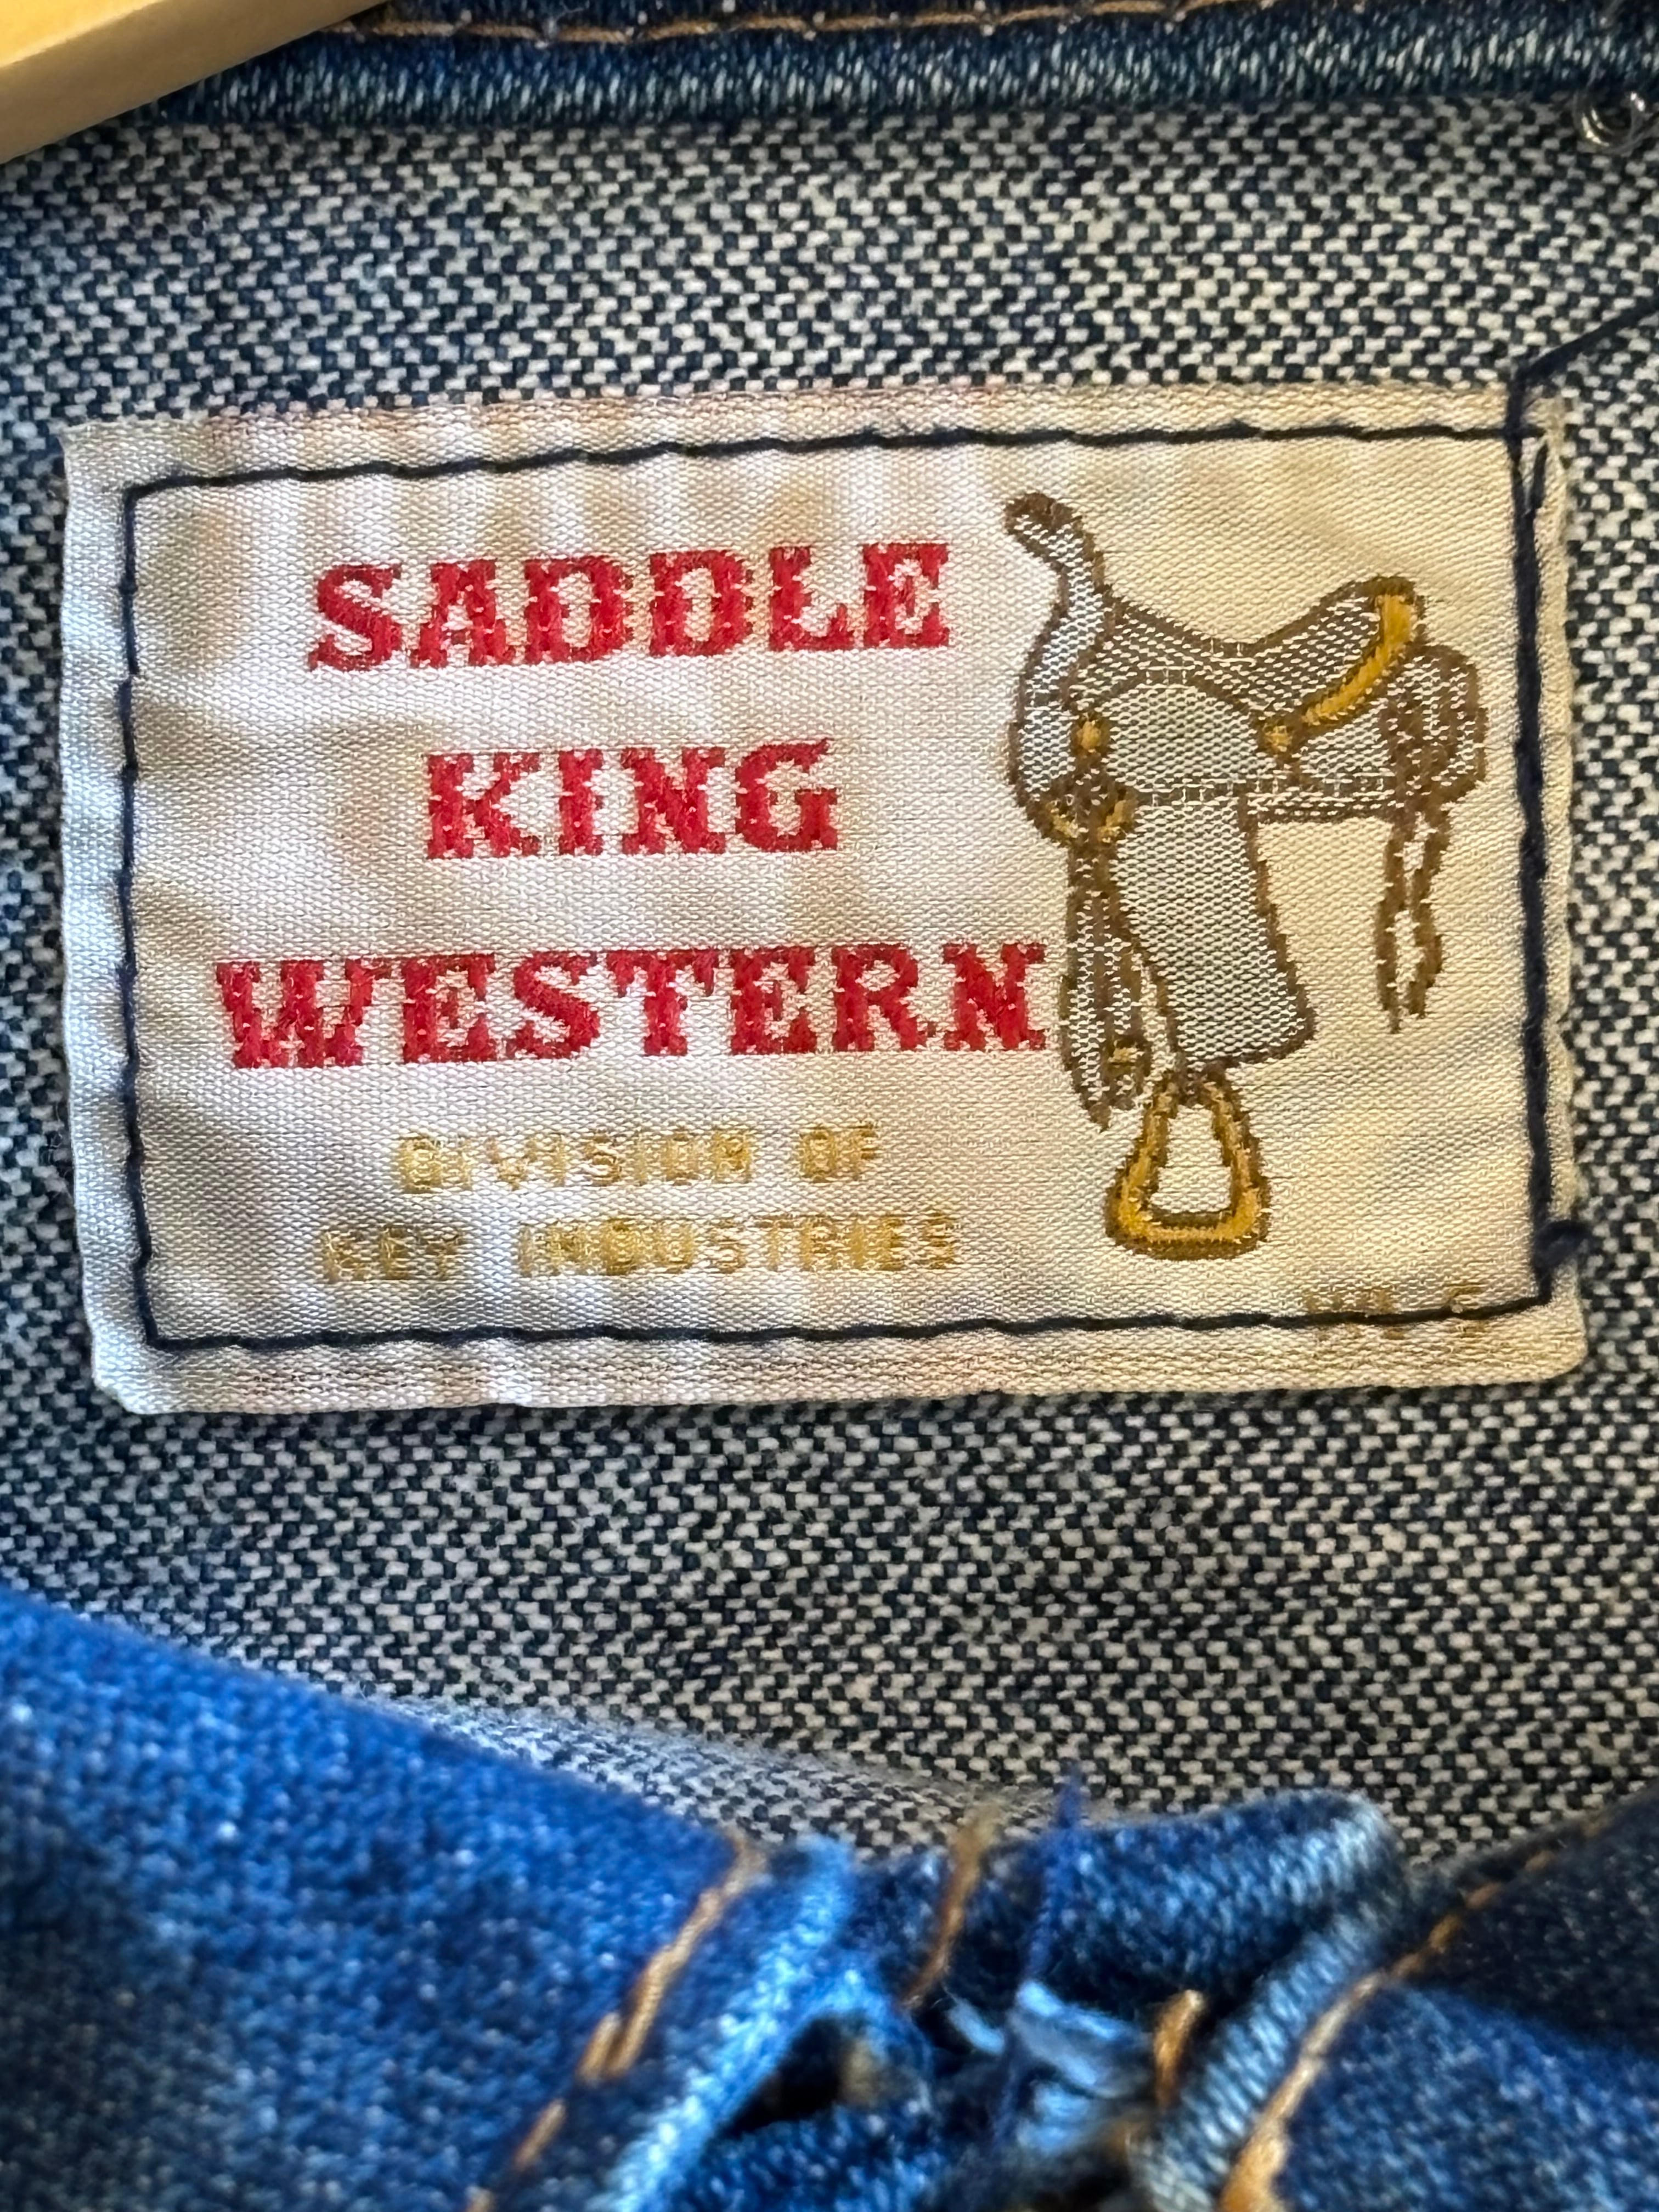 SADDLE
KING
WESTERN
DIVISION OF
KEY INDUSTRIES